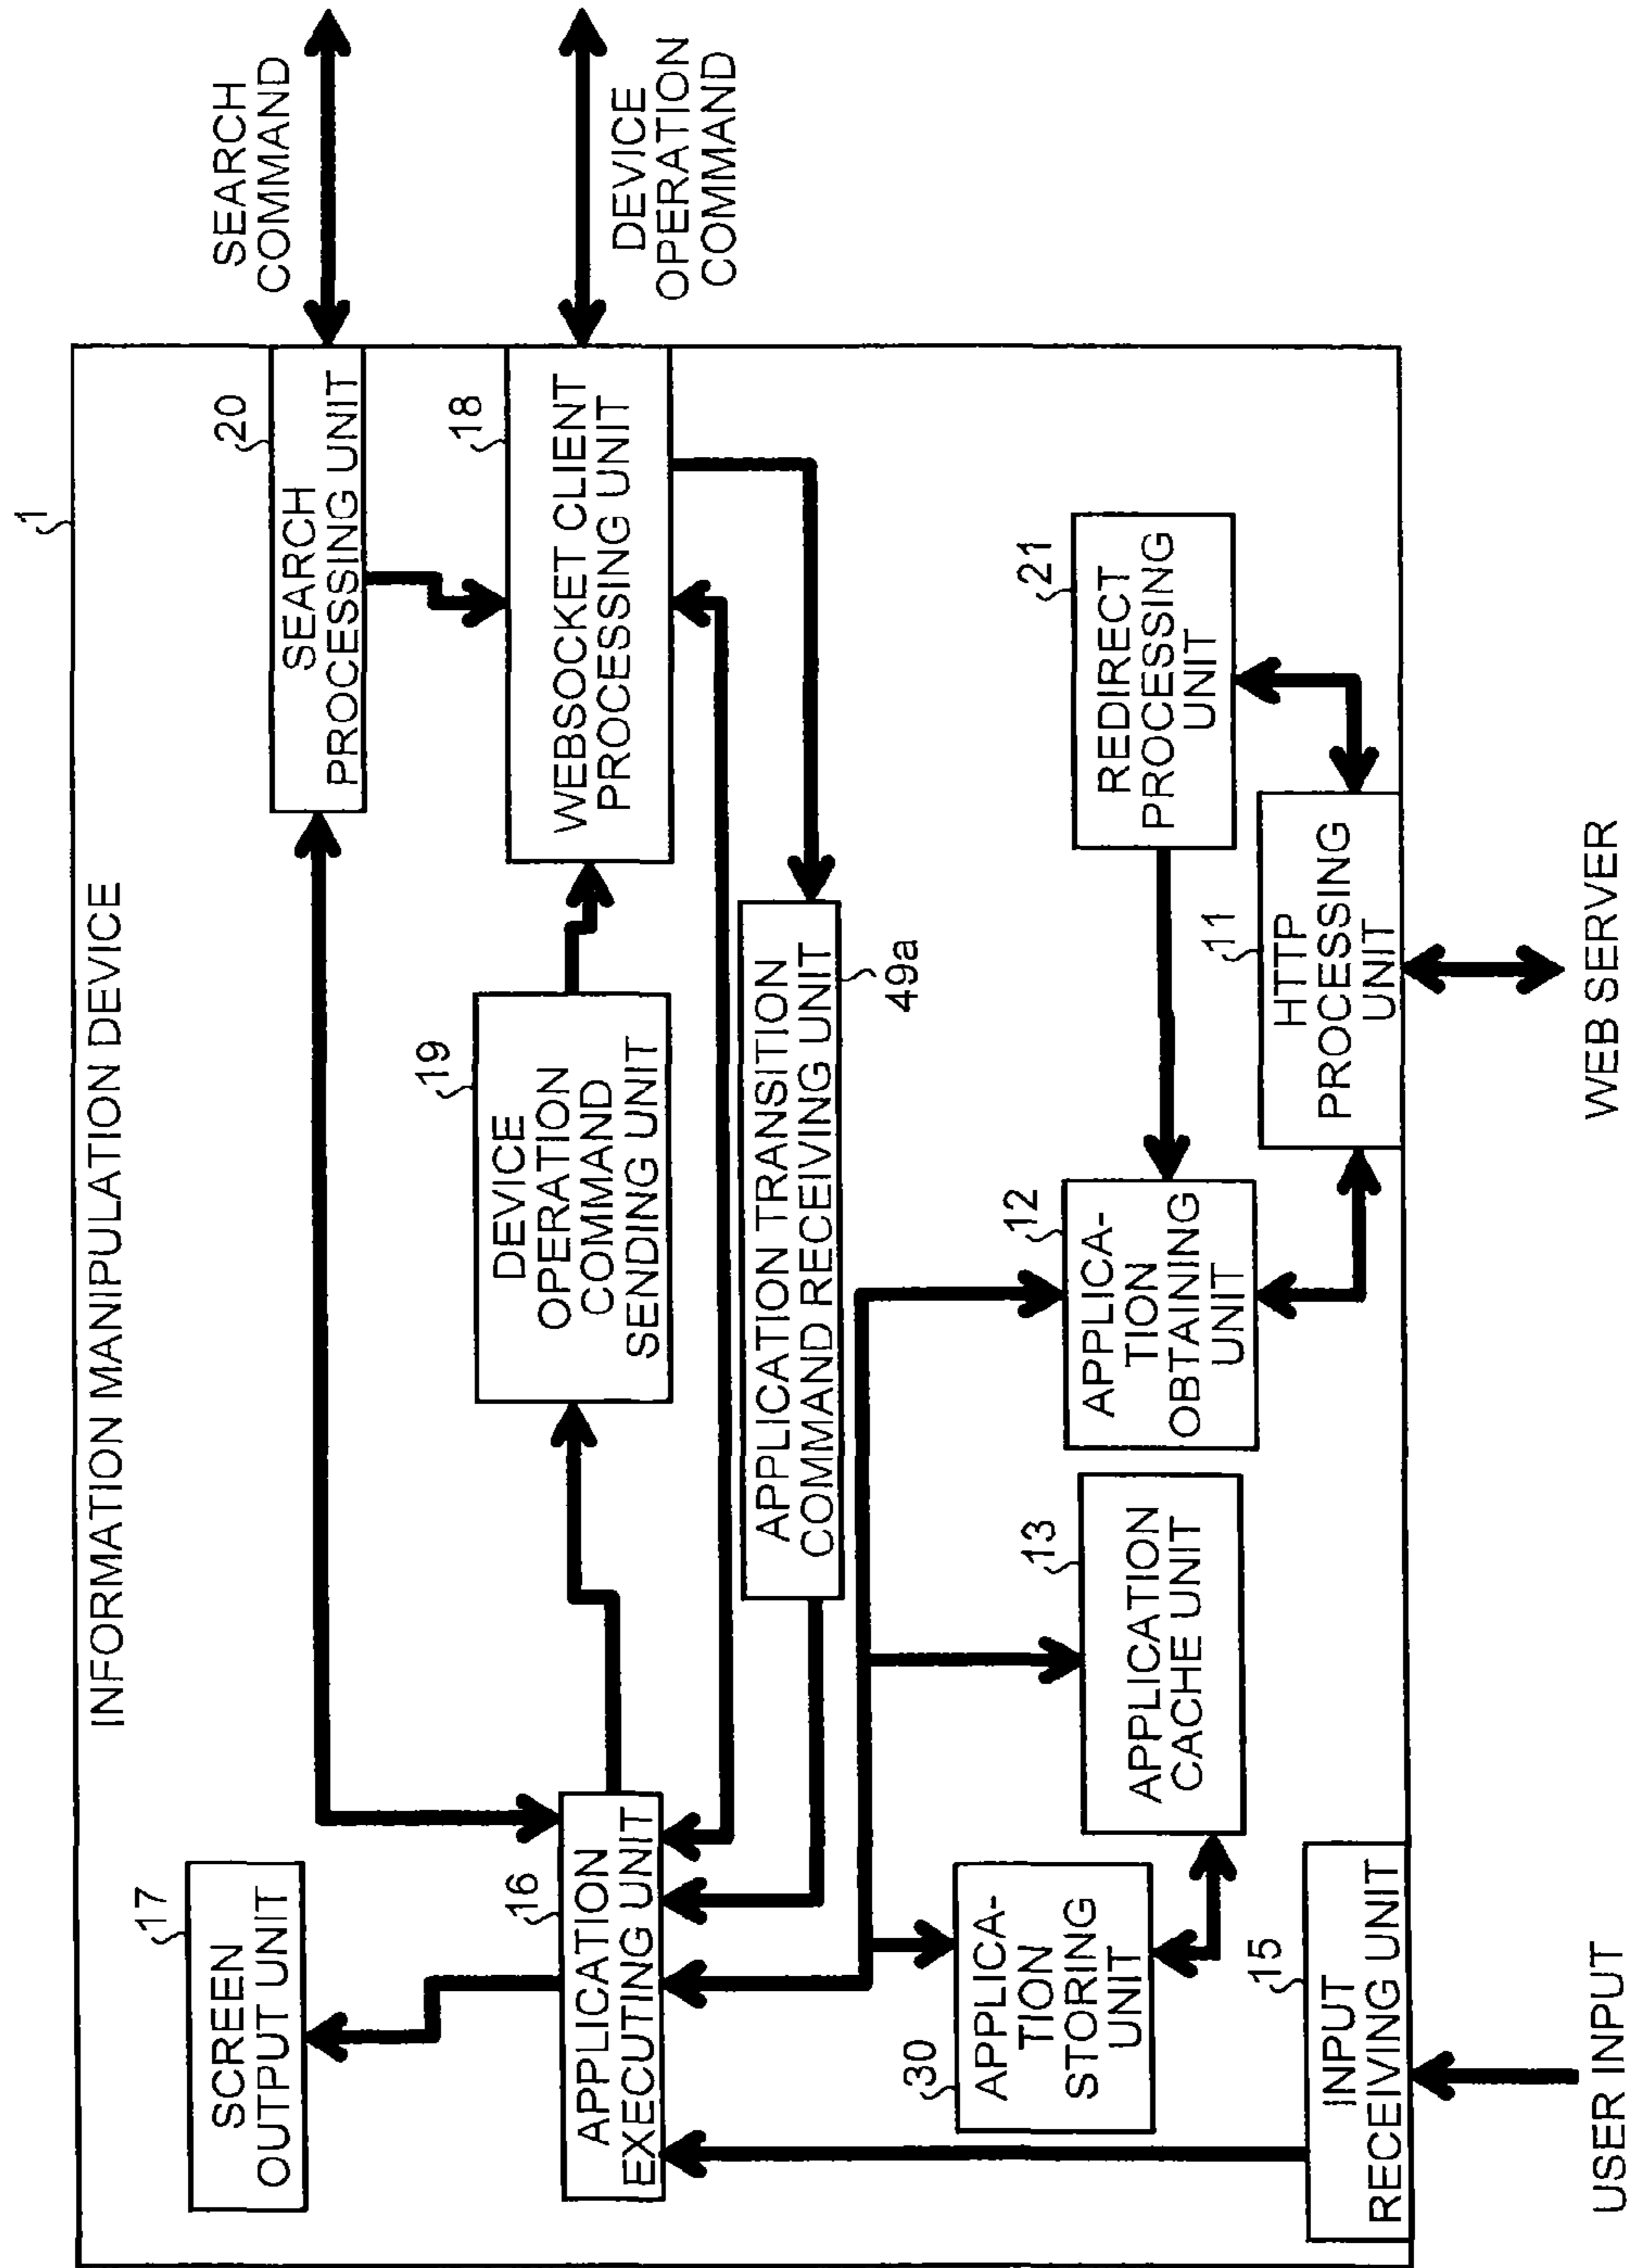 1
INFORMATION MANIPULATION DEVICE
17
SCREEN
OUTPUT UNIT
20
SEARCH
PROCESSING UNIT
SEARCH
COMMAND
16
APPLICATION
EXECUTING UNIT
19
DEVICE
OPERATION
COMMAND
SENDING UNIT
18
WEBSOCKET CLIENT
PROCESSING UNIT
DEVICE
OPERATION
COMMAND
APPLICATION TRANSITION
COMMAND RECEIVING UNIT
49a
30
APPLICA-
TION
STORING
UNIT
13
APPLICATION
CACHE UNIT
12
APPLICA-
TION
OBTAINING
UNIT
21
REDIRECT
PROCESSING
UNIT
15
INPUT
RECEIVING UNIT
11
HTTP
PROCESSING
UNIT
USER INPUT
WEB SERVER